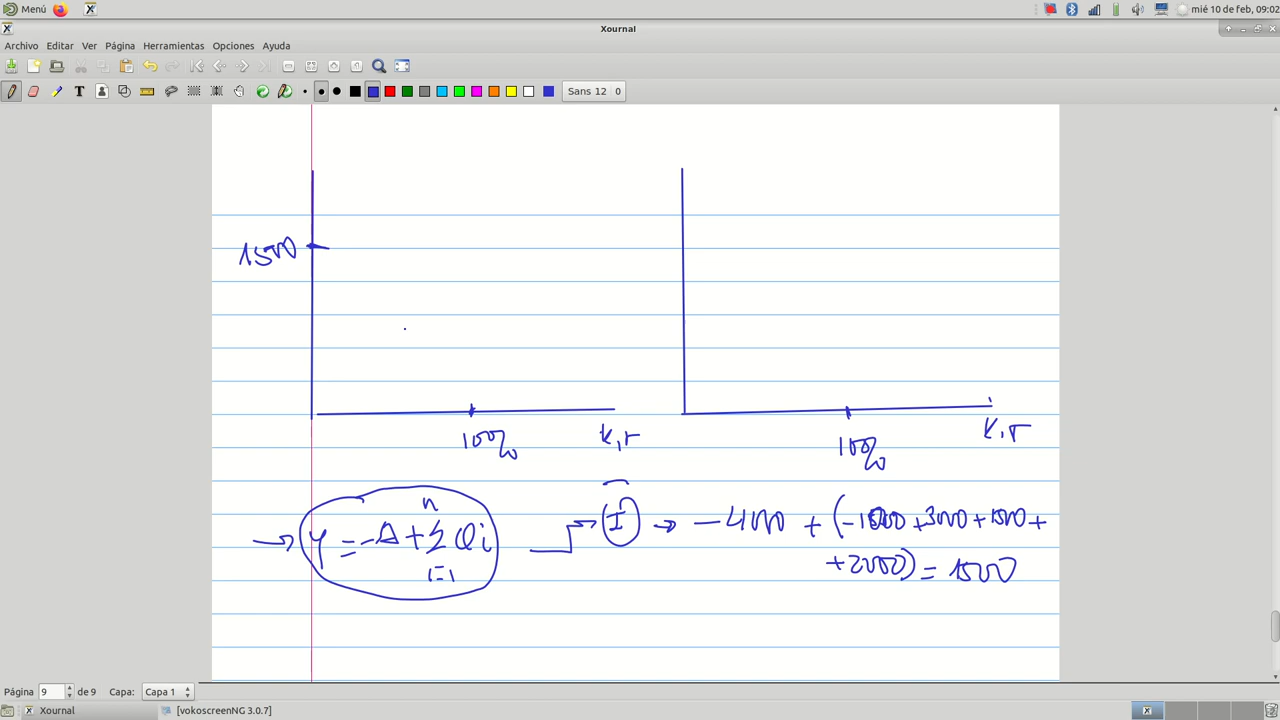 Menú
mié 10 de feb, 09:02
Xournal
Archivo Editar Ver Página Herramientas Opciones Ayuda
Sans 12 0
1500
100% k,r
100% k,r
→ y = -A + Σ Qi
n
i=1
I → -4000 + (-1000 +3000 +1500 +
+2000) = 1500
Página 9 de 9 Capa: Capa 1
Xournal [vokoscreenNG 3.0.7]